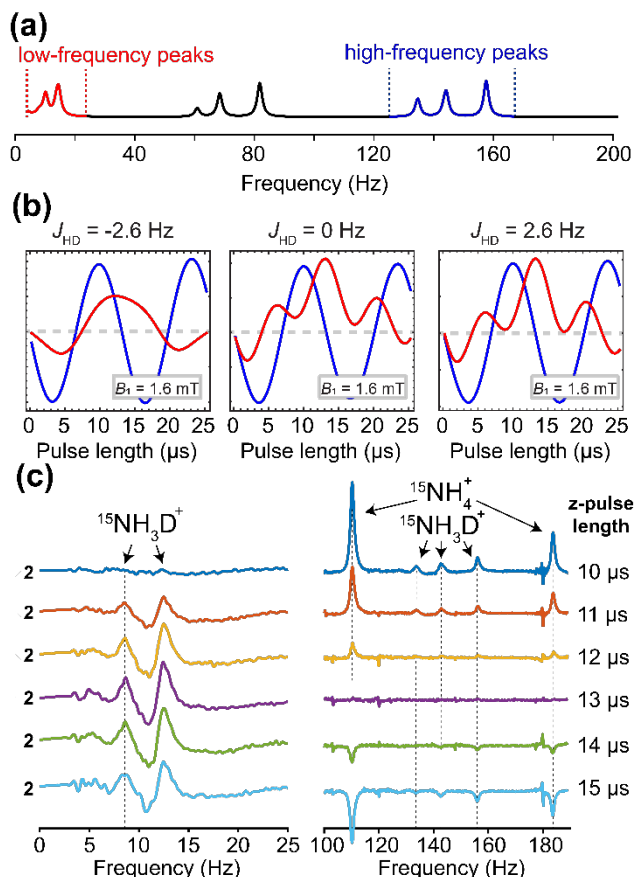 (a)
low-frequency peaks
high-frequency peaks
0 40 80 120 160 200
Frequency (Hz)
(b)
J_HD = -2.6 Hz
J_HD = 0 Hz
J_HD = 2.6 Hz
B₁ = 1.6 mT
B₁ = 1.6 mT
B₁ = 1.6 mT
0 5 10 15 20 25
0 5 10 15 20 25
0 5 10 15 20 25
Pulse length (µs)
Pulse length (µs)
Pulse length (µs)
(c)
¹⁵NH₃D⁺
¹⁵NH₄⁺
¹⁵NH₃D⁺
z-pulse
length
2
10 µs
2
11 µs
2
12 µs
2
13 µs
2
14 µs
2
15 µs
0 5 10 15 20 25
100 120 140 160 180
Frequency (Hz)
Frequency (Hz)